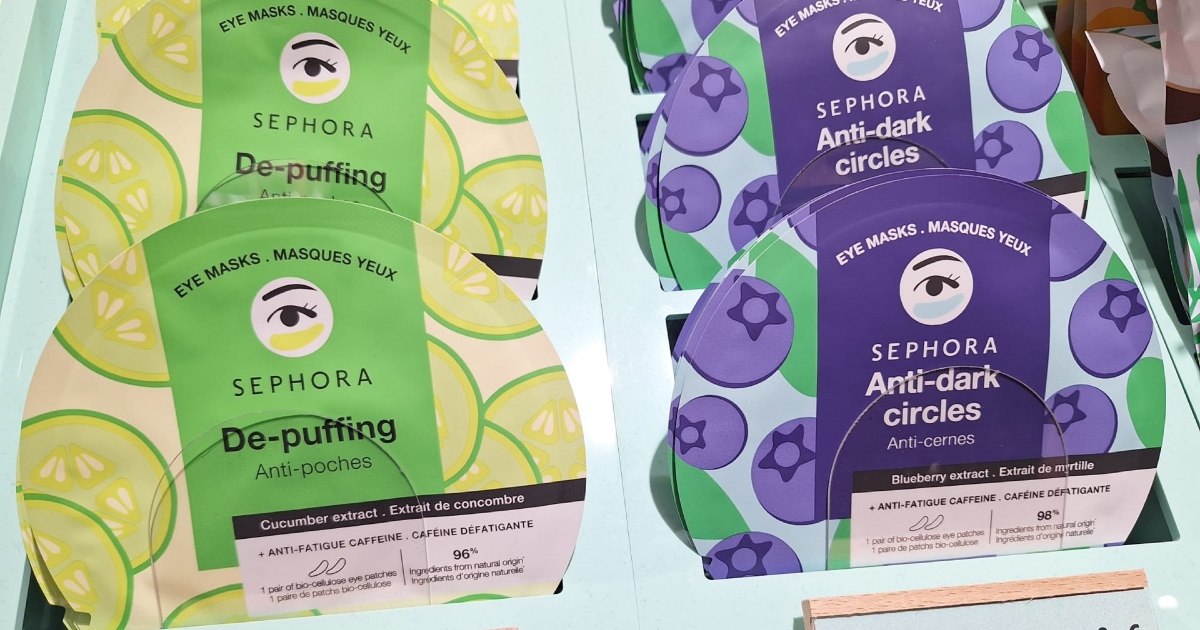 EYE MASKS . MASQUES YEUX
SEPHORA
De-puffing
EYE MASKS . MASQUES YEUX
SEPHORA
De-puffing
Anti-poches
Cucumber extract . Extrait de concombre
+ ANTI-FATIGUE CAFFEINE . CAFÉINE DÉFATIGANTE
1 pair of bio-cellulose eye patches
1 paire de patchs bio-cellulose
96%
Ingredients from natural origin*
Ingrédients d'origine naturelle*
EYE MASKS . MASQUES YEUX
SEPHORA
Anti-dark
circles
EYE MASKS . MASQUES YEUX
SEPHORA
Anti-dark
circles
Anti-cernes
Blueberry extract . Extrait de myrtille
+ ANTI-FATIGUE CAFFEINE . CAFÉINE DÉFATIGANTE
1 pair of bio-cellulose eye patches
1 paire de patchs bio-cellulose
98%
Ingredients from natural origin*
Ingrédients d'origine naturelle*